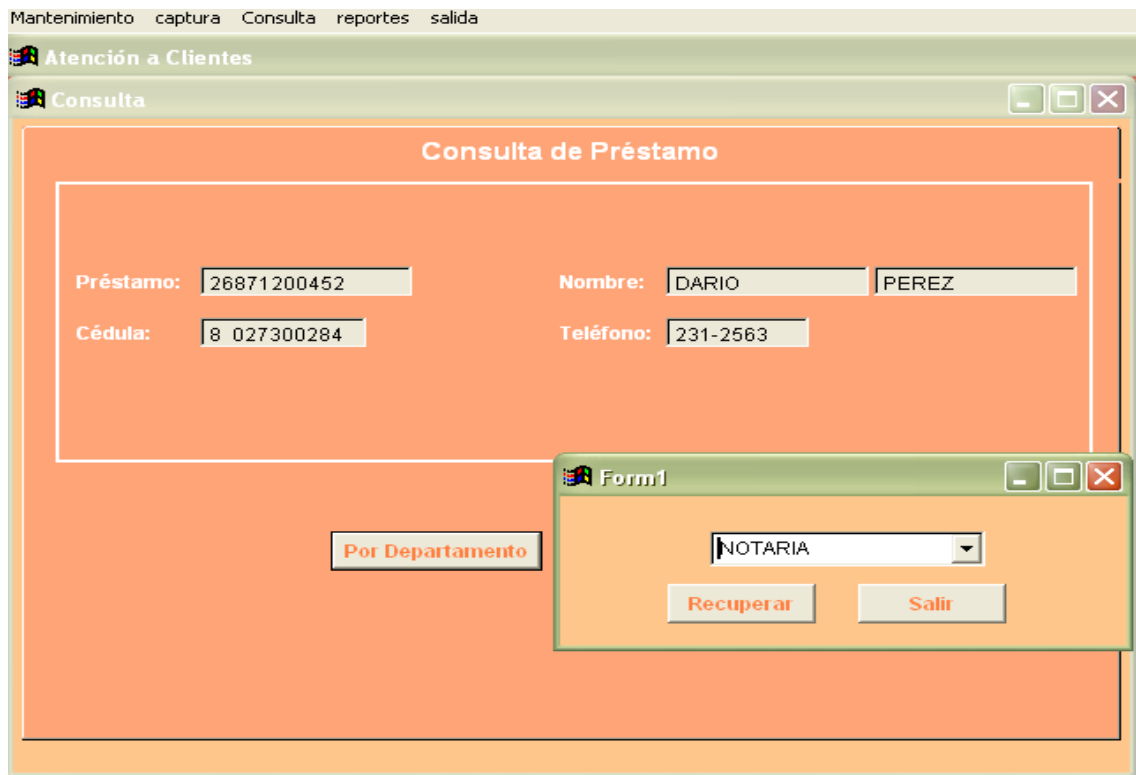 Mantenimiento captura Consulta reportes salida
Atención a Clientes
Consulta
Consulta de Préstamo
Préstamo: 26871200452 Nombre: DARIO PEREZ
Cédula: 8 027300284 Teléfono: 231-2563
Form1
NOTARIA
Por Departamento
Recuperar Salir